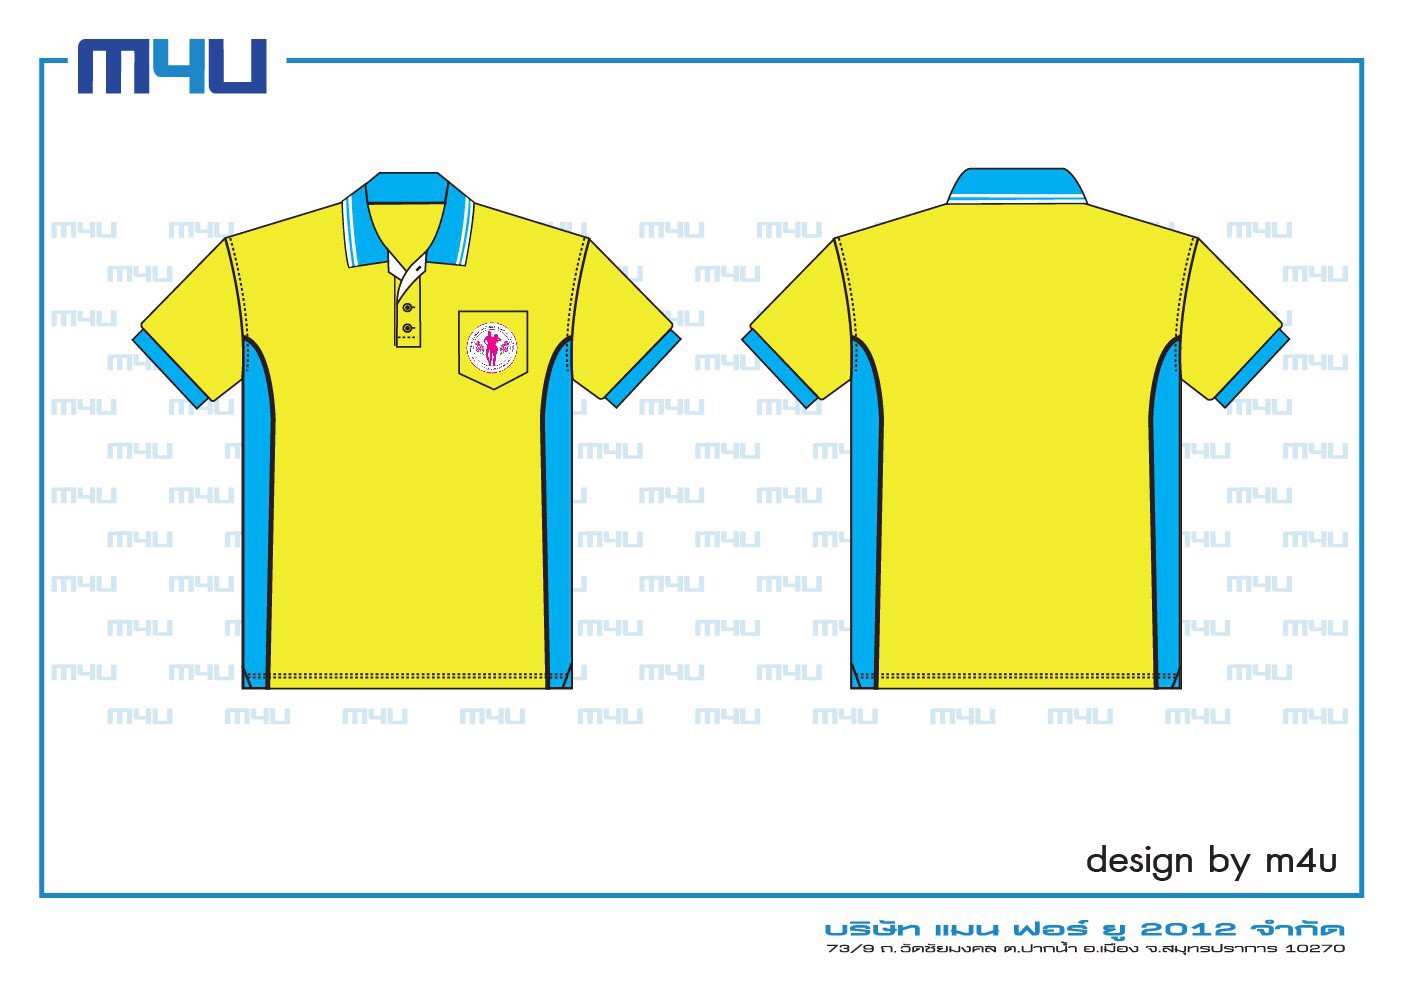 m4u
design by m4u
บริษัท แมน ฟอร์ ยู 2012 จำกัด
73/9 ถ.วัดชัยมงคล ต.ปากน้ำ อ.เมือง จ.สมุทรปราการ 10270